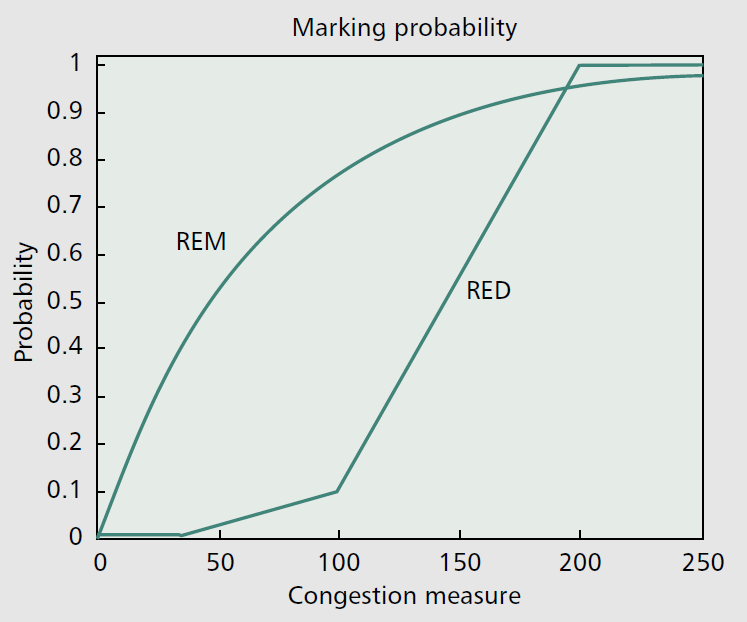 Marking probability
1
0.9
0.8
0.7
0.6
0.5
0.4
0.3
0.2
0.1
0
Probability
REM
RED
0 50 100 150 200 250
Congestion measure